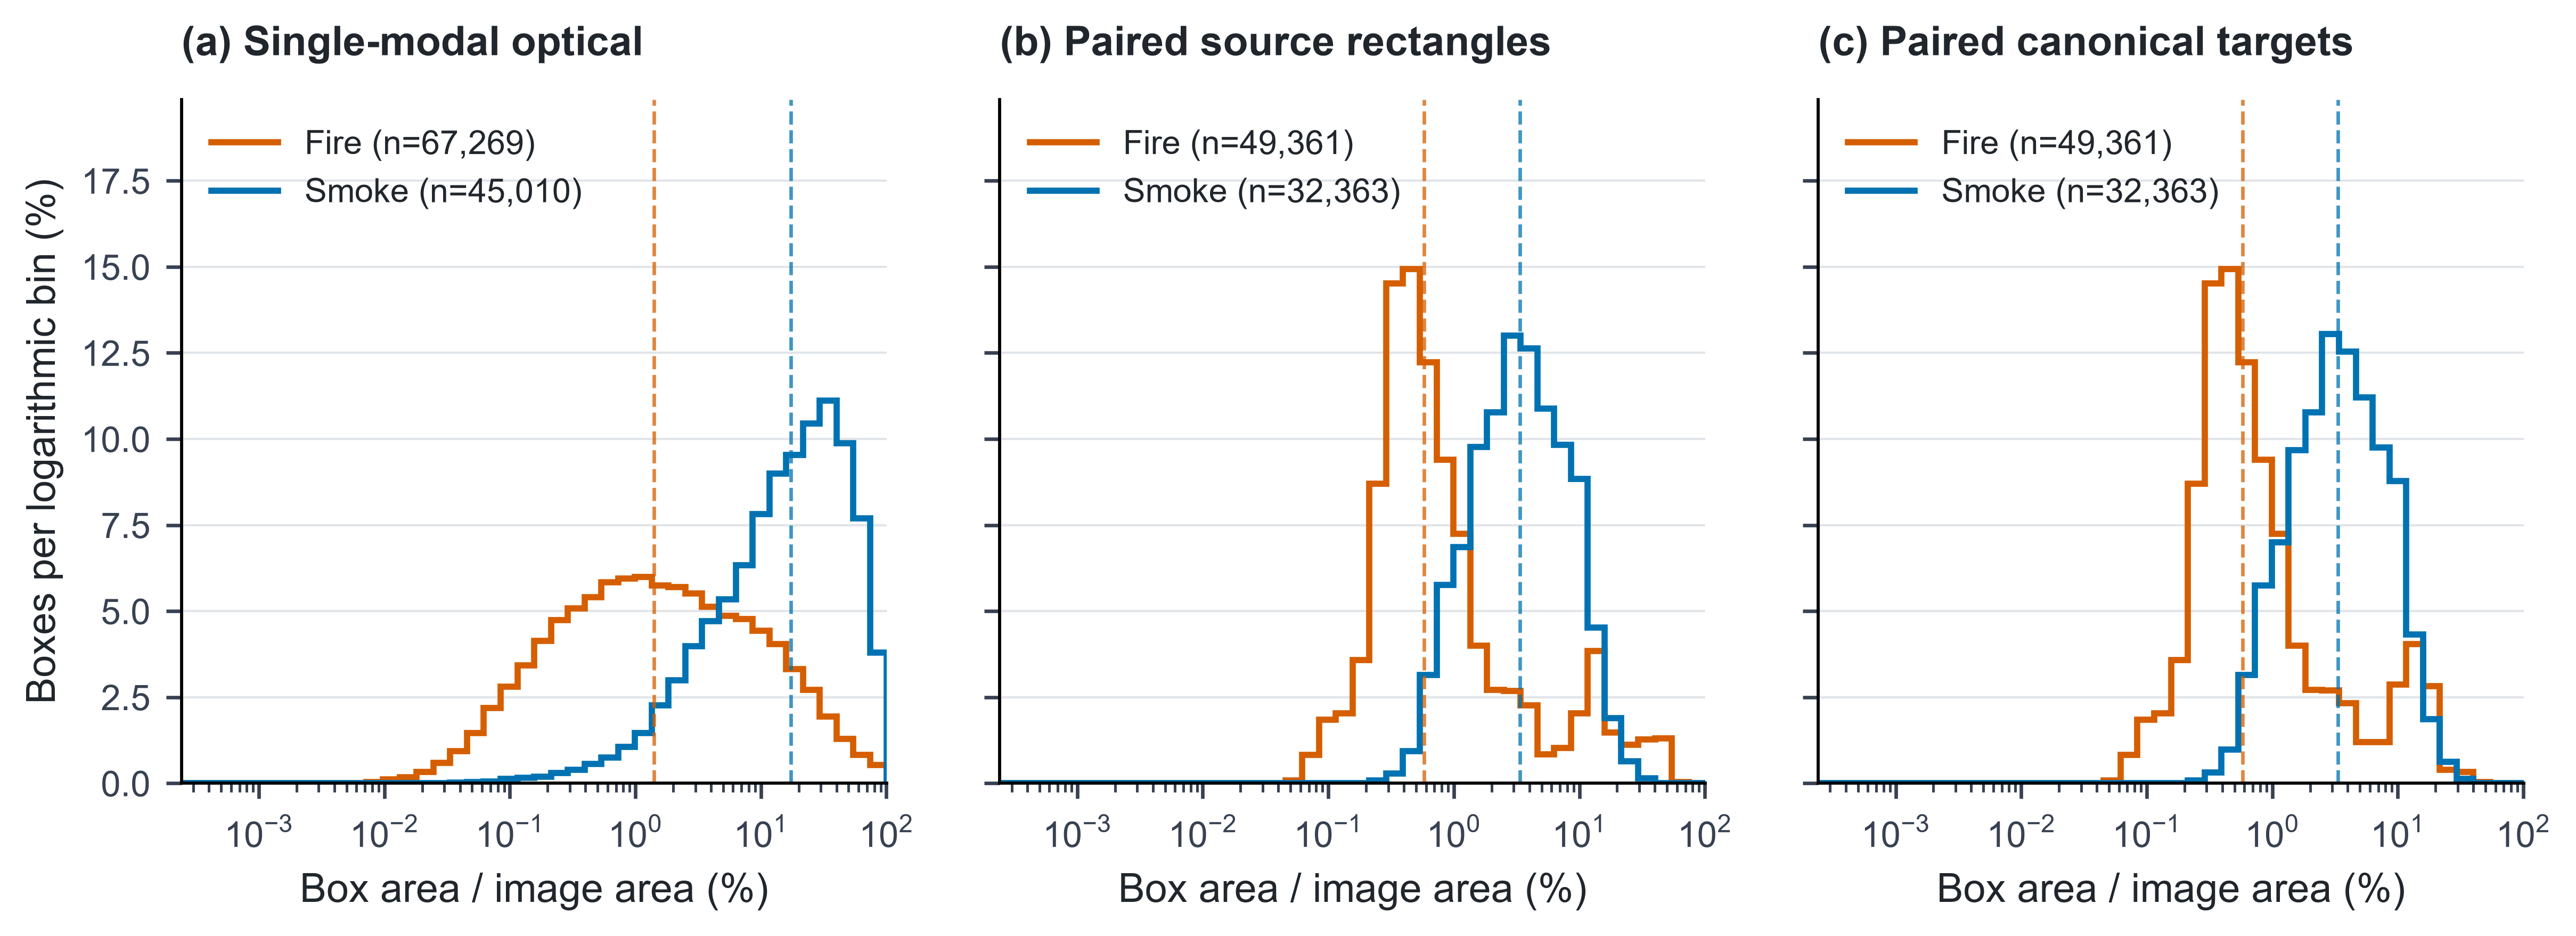 (a) Single-modal optical
(b) Paired source rectangles
(c) Paired canonical targets
Boxes per logarithmic bin (%)
17.5
15.0
12.5
10.0
7.5
5.0
2.5
0.0
Fire (n=67,269)
Smoke (n=45,010)
10⁻³ 10⁻² 10⁻¹ 10⁰ 10¹ 10²
Box area / image area (%)
Fire (n=49,361)
Smoke (n=32,363)
10⁻³ 10⁻² 10⁻¹ 10⁰ 10¹ 10²
Box area / image area (%)
Fire (n=49,361)
Smoke (n=32,363)
10⁻³ 10⁻² 10⁻¹ 10⁰ 10¹ 10²
Box area / image area (%)